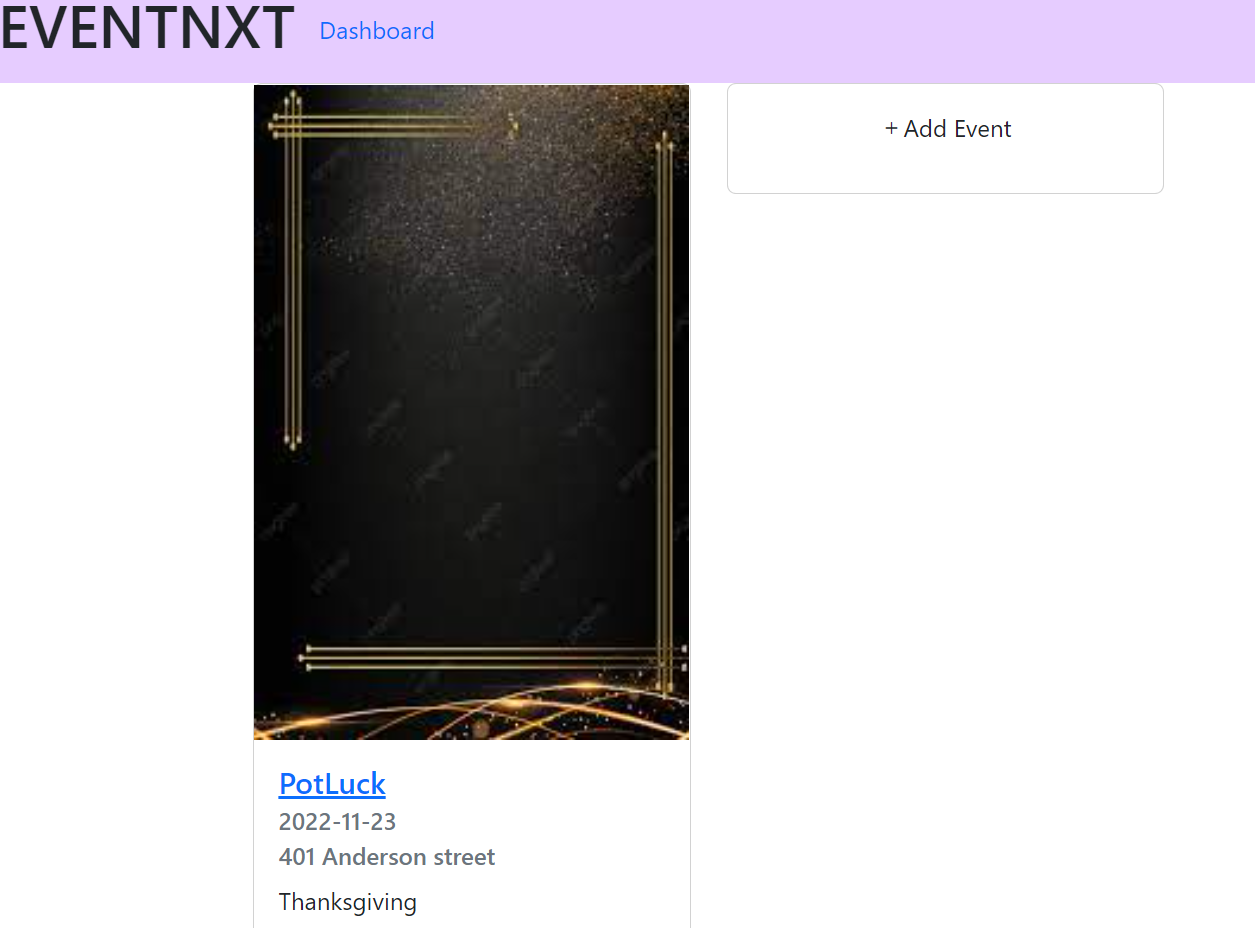 EVENTNXT Dashboard
+ Add Event
PotLuck
2022-11-23
401 Anderson street
Thanksgiving